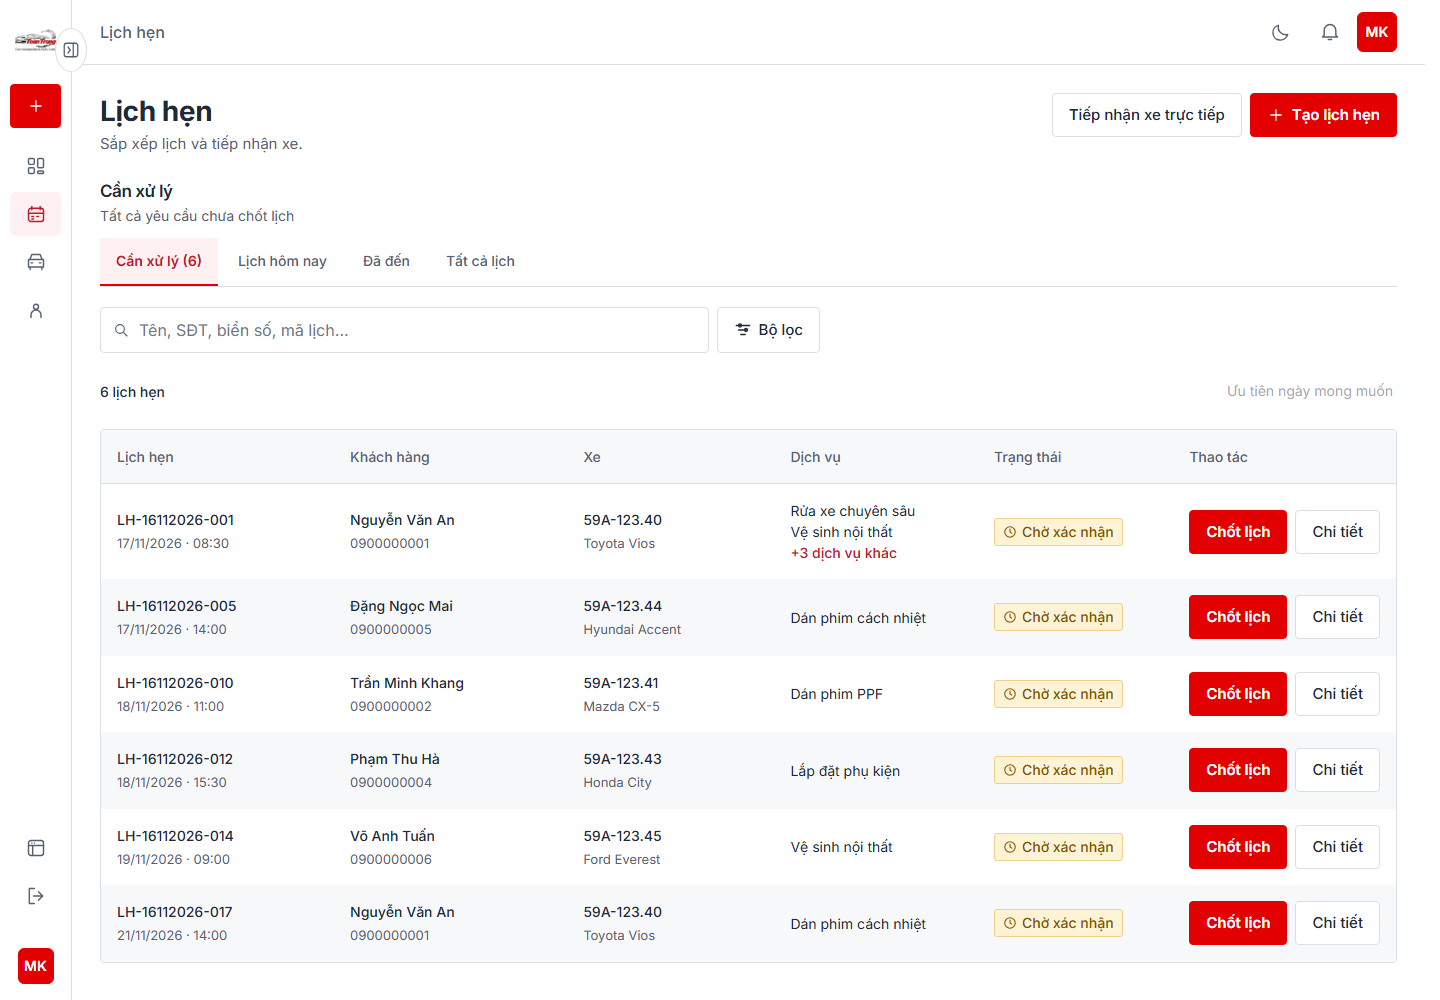 Toàn Trung
Lịch hẹn
MK
Lịch hẹn
Sắp xếp lịch và tiếp nhận xe.
Tiếp nhận xe trực tiếp
+ Tạo lịch hẹn
Cần xử lý
Tất cả yêu cầu chưa chốt lịch
Cần xử lý (6)
Lịch hôm nay
Đã đến
Tất cả lịch
Tên, SĐT, biển số, mã lịch...
Bộ lọc
6 lịch hẹn
Ưu tiên ngày mong muốn
Lịch hẹn
Khách hàng
Xe
Dịch vụ
Trạng thái
Thao tác
LH-16112026-001
17/11/2026 · 08:30
Nguyễn Văn An
0900000001
59A-123.40
Toyota Vios
Rửa xe chuyên sâu
Vệ sinh nội thất
+3 dịch vụ khác
Chờ xác nhận
Chốt lịch
Chi tiết
LH-16112026-005
17/11/2026 · 14:00
Đặng Ngọc Mai
0900000005
59A-123.44
Hyundai Accent
Dán phim cách nhiệt
Chờ xác nhận
Chốt lịch
Chi tiết
LH-16112026-010
18/11/2026 · 11:00
Trần Minh Khang
0900000002
59A-123.41
Mazda CX-5
Dán phim PPF
Chờ xác nhận
Chốt lịch
Chi tiết
LH-16112026-012
18/11/2026 · 15:30
Phạm Thu Hà
0900000004
59A-123.43
Honda City
Lắp đặt phụ kiện
Chờ xác nhận
Chốt lịch
Chi tiết
LH-16112026-014
19/11/2026 · 09:00
Võ Anh Tuấn
0900000006
59A-123.45
Ford Everest
Vệ sinh nội thất
Chờ xác nhận
Chốt lịch
Chi tiết
LH-16112026-017
21/11/2026 · 14:00
Nguyễn Văn An
0900000001
59A-123.40
Toyota Vios
Dán phim cách nhiệt
Chờ xác nhận
Chốt lịch
Chi tiết
MK